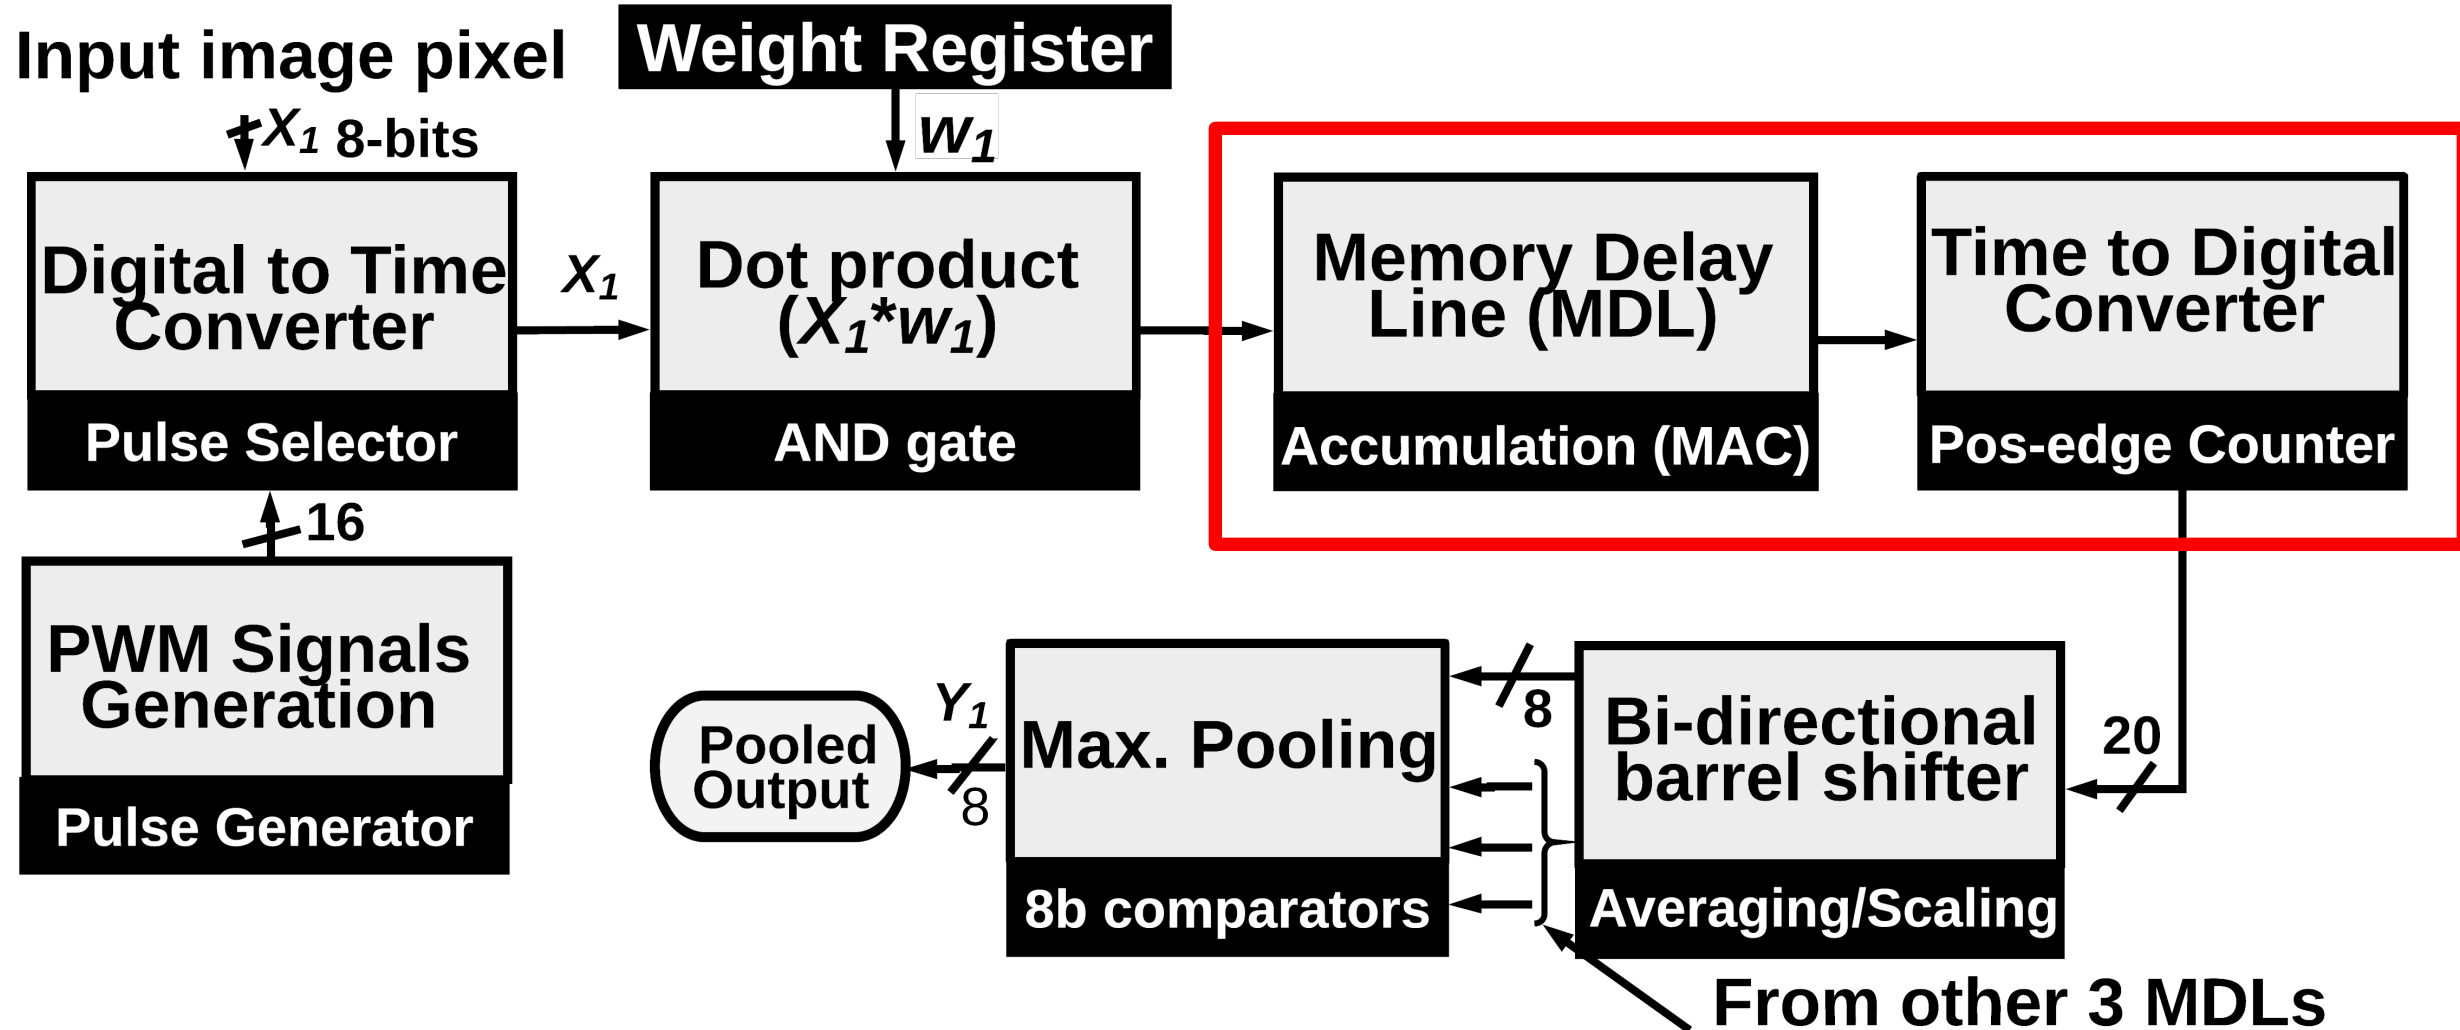 Input image pixel
Weight Register
X1 8-bits
w1
Digital to Time
Converter
Pulse Selector
X1
Dot product
(X1*w1)
AND gate
Memory Delay
Line (MDL)
Accumulation (MAC)
Time to Digital
Converter
Pos-edge Counter
16
PWM Signals
Generation
Pulse Generator
Pooled
Output
Y1
8
Max. Pooling
8b comparators
8
Bi-directional
barrel shifter
Averaging/Scaling
20
From other 3 MDLs